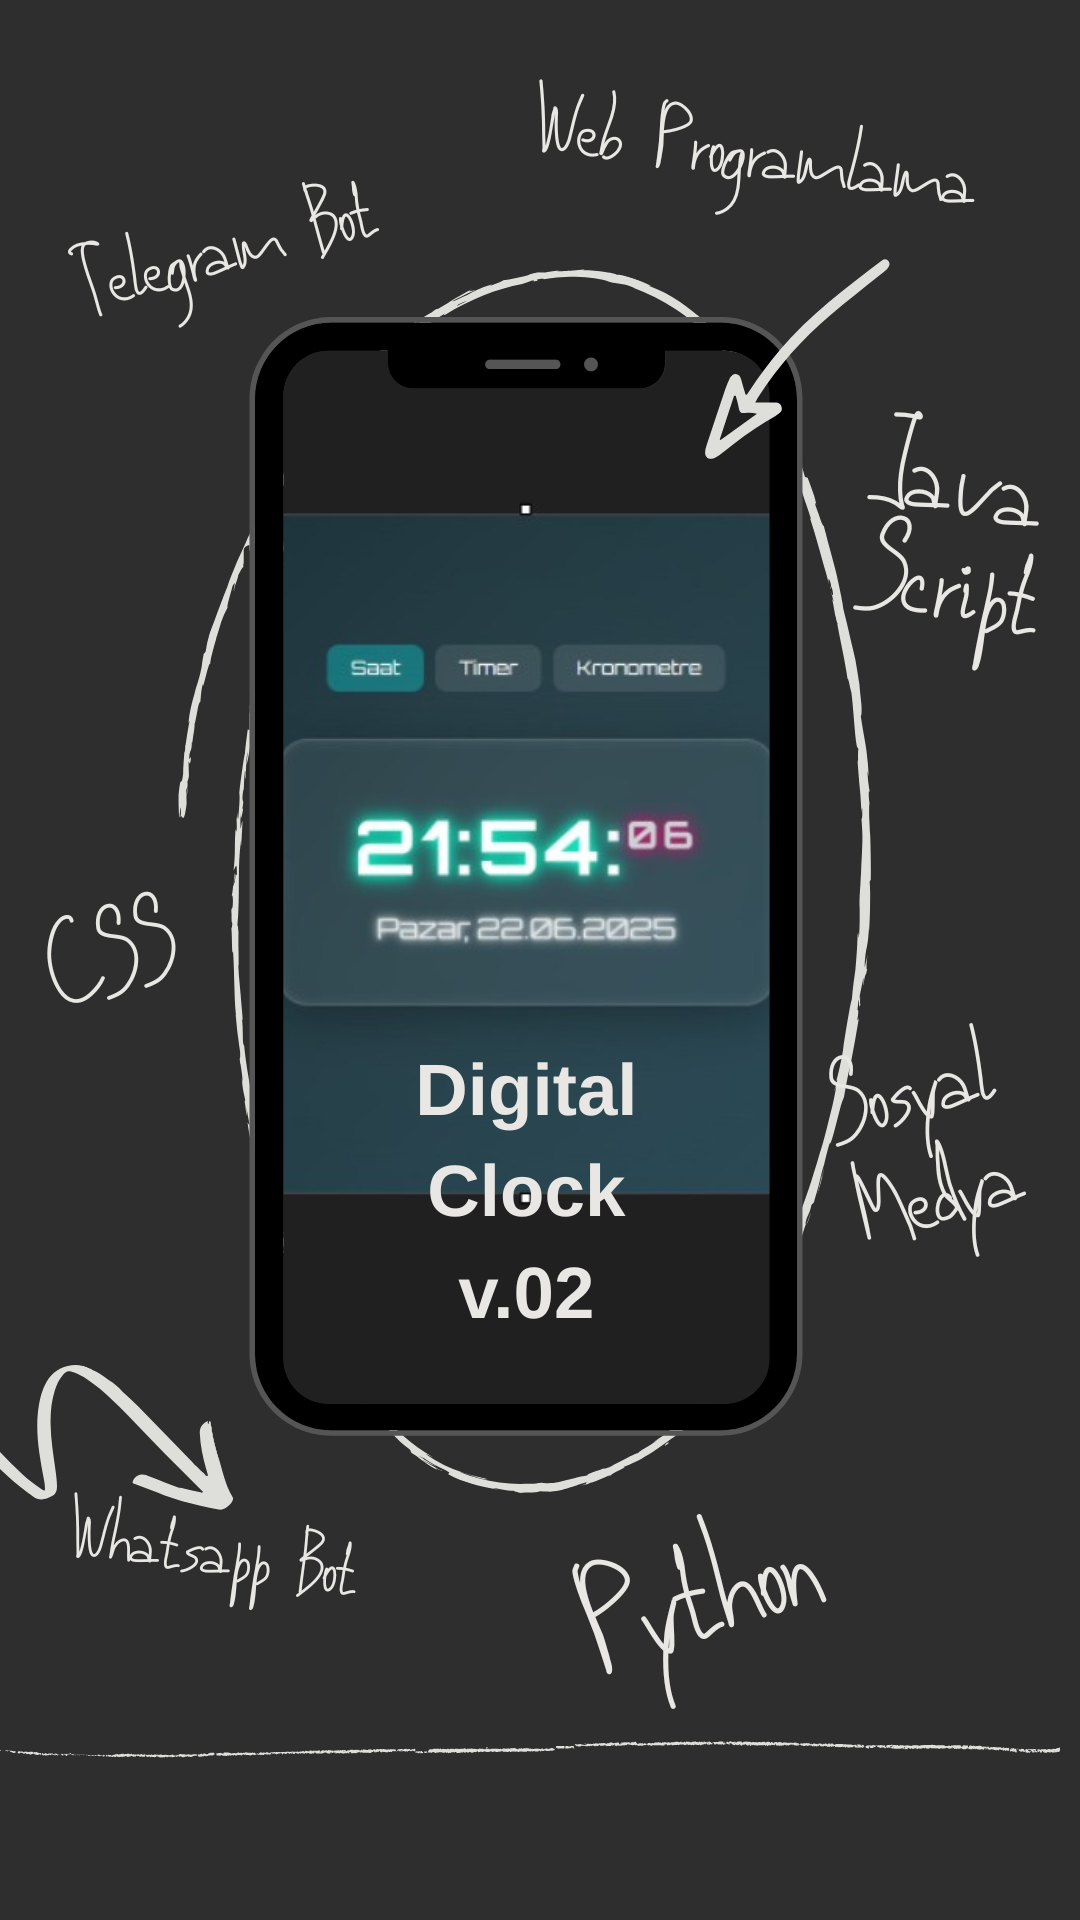 Web Programlama
Telegram Bot
Java
Script
Saat Timer Kronometre
21:54:06
Pazar, 22.06.2025
CSS
Digital
Clock
v.02
Sosyal
Medya
Whatsapp Bot
Python